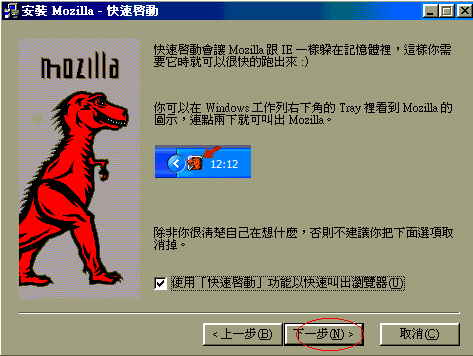 安裝 Mozilla - 快速啓動
mozilla
快速啓動會讓 Mozilla 跟 IE 一樣躲在記憶體裡，這樣你需
要它時就可以很快的跑出來 :)
你可以在 Windows 工作列右下角的 Tray 裡看到 Mozilla 的
圖示，連點兩下就可叫出 Mozilla。
12:12
除非你很清楚自己在想什麼，否則不建議你把下面選項取
消掉。
使用「快速啓動」功能以快速叫出瀏覽器(U)
< 上一步(B)
下一步(N) >
取消(C)